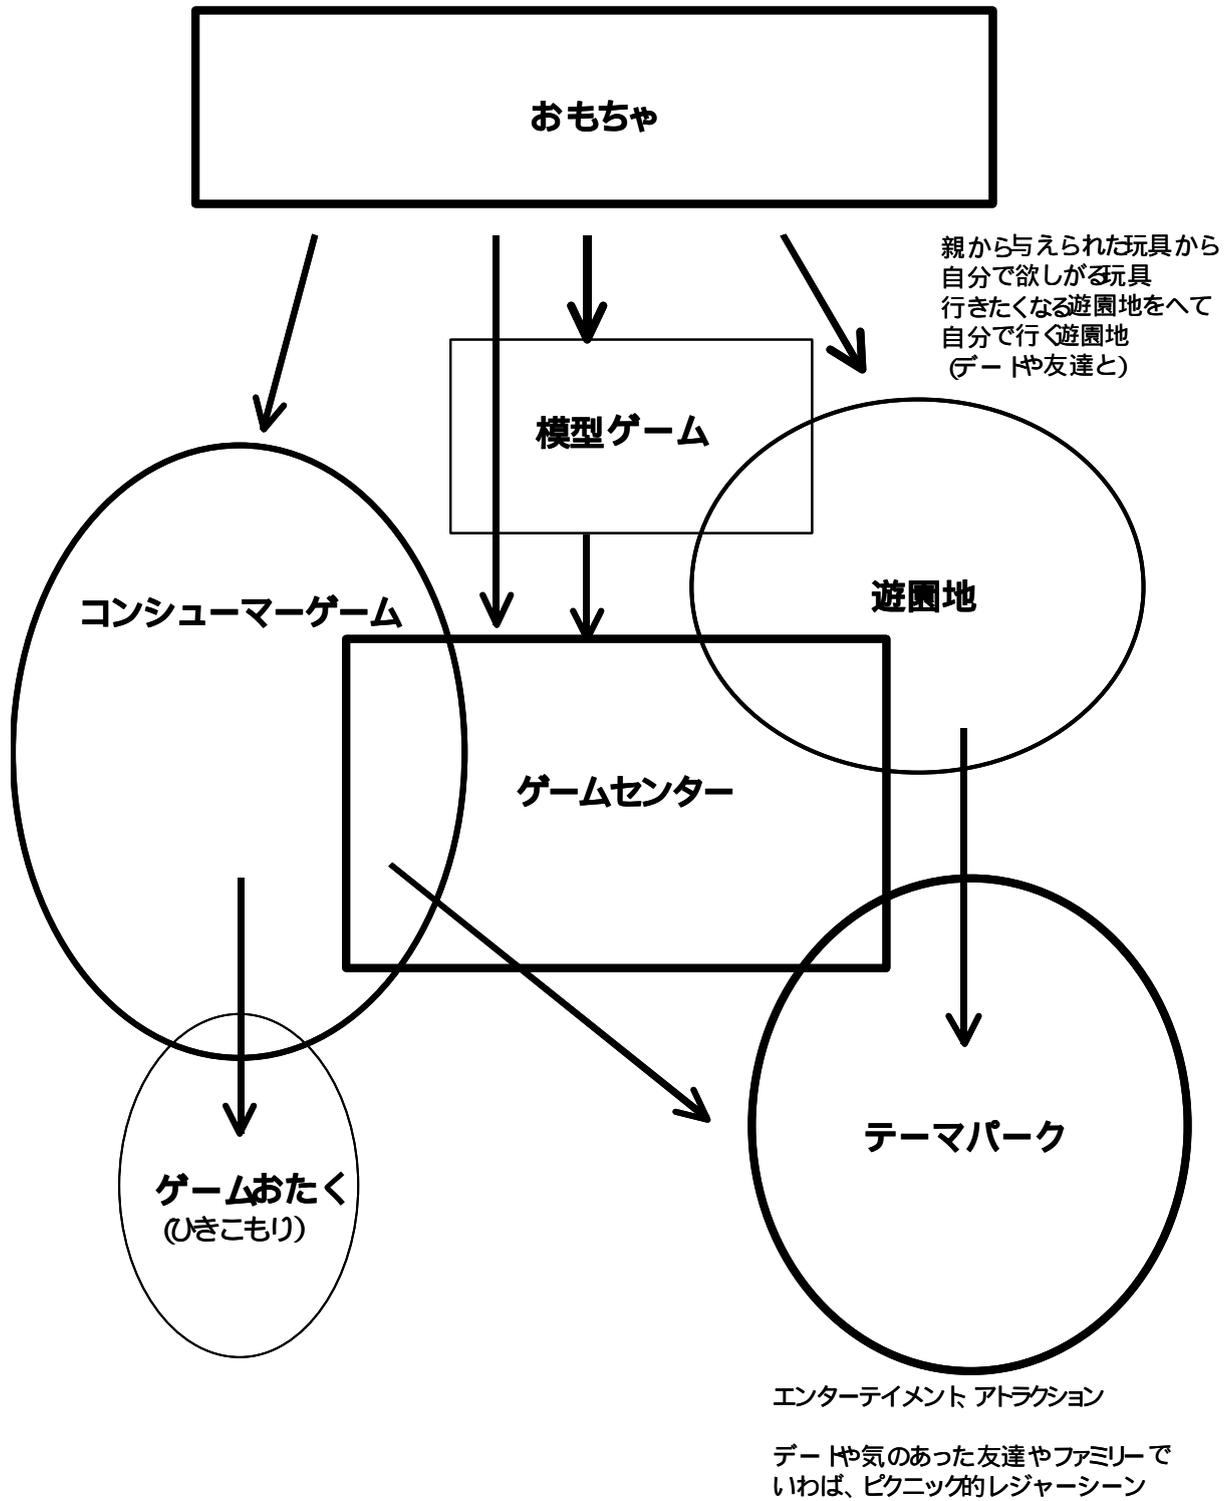 おもちゃ
親から与えられた玩具から
自分で欲しがる玩具
行きたくなる遊園地をへて
自分で行く遊園地
(デートや友達と)
模型ゲーム
遊園地
コンシューマーゲーム
ゲームセンター
テーマパーク
ゲームおたく
(ひきこもり)
エンターテイメント、アトラクション
デートや気のあった友達やファミリーで
いわば、ピクニック的レジャーシーン